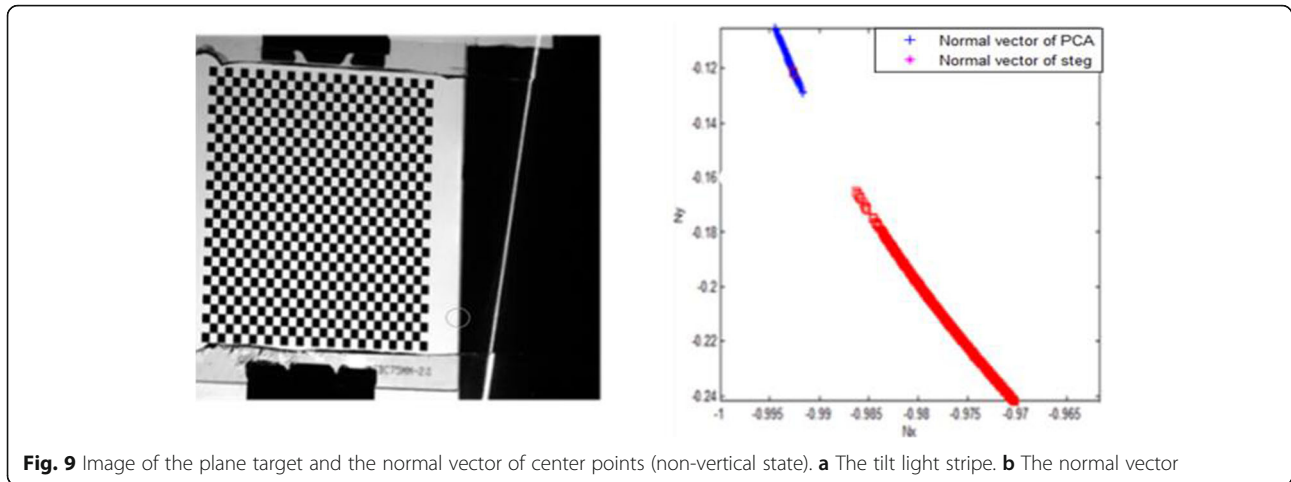 Normal vector of PCA
Normal vector of steg
-0.12
-0.14
-0.16
-0.18
-0.2
-0.22
-0.24
Ny
-1 -0.995 -0.99 -0.985 -0.98 -0.975 -0.97 -0.965
Nx
Fig. 9 Image of the plane target and the normal vector of center points (non-vertical state). a The tilt light stripe. b The normal vector